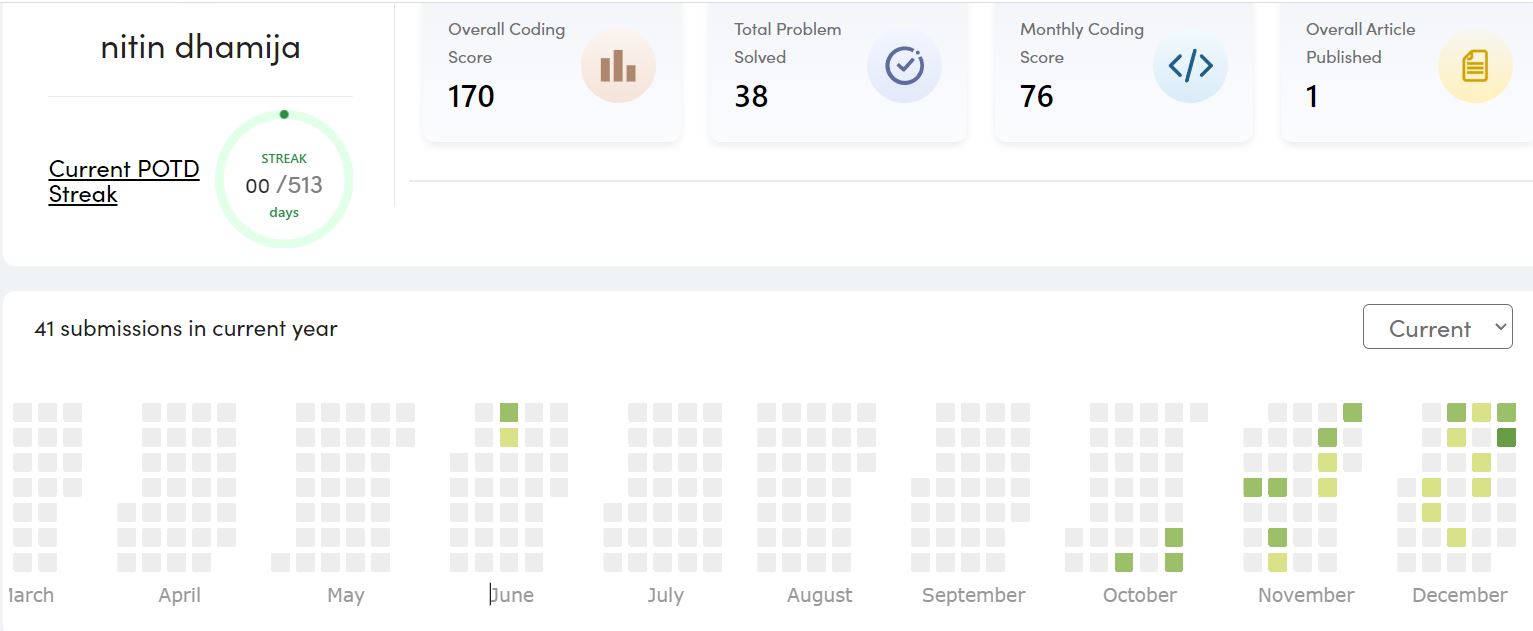 nitin dhamija
Current POTD
Streak
STREAK
00 /513
days
Overall Coding
Score
170
Total Problem
Solved
38
Monthly Coding
Score
76
Overall Article
Published
1
41 submissions in current year
Current
arch
April
May
June
July
August
September
October
November
December